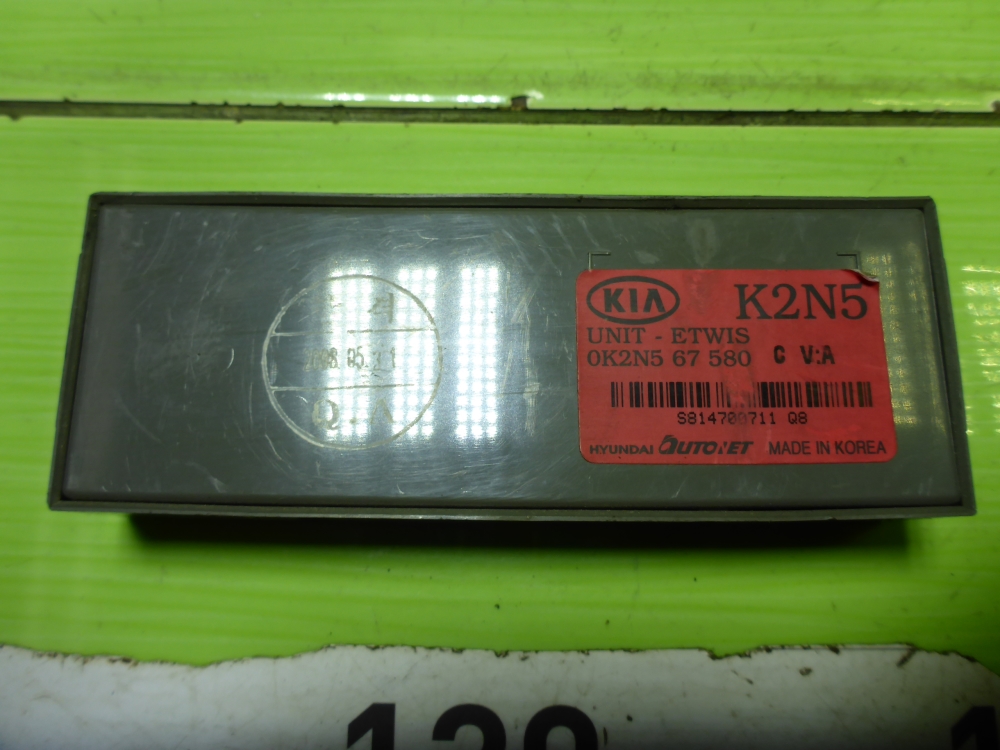 KIA K2N5
UNIT - ETWIS
0K2N5 67 580 C V:A
S814700711 Q8
HYUNDAI AUTONET MADE IN KOREA
Q.A